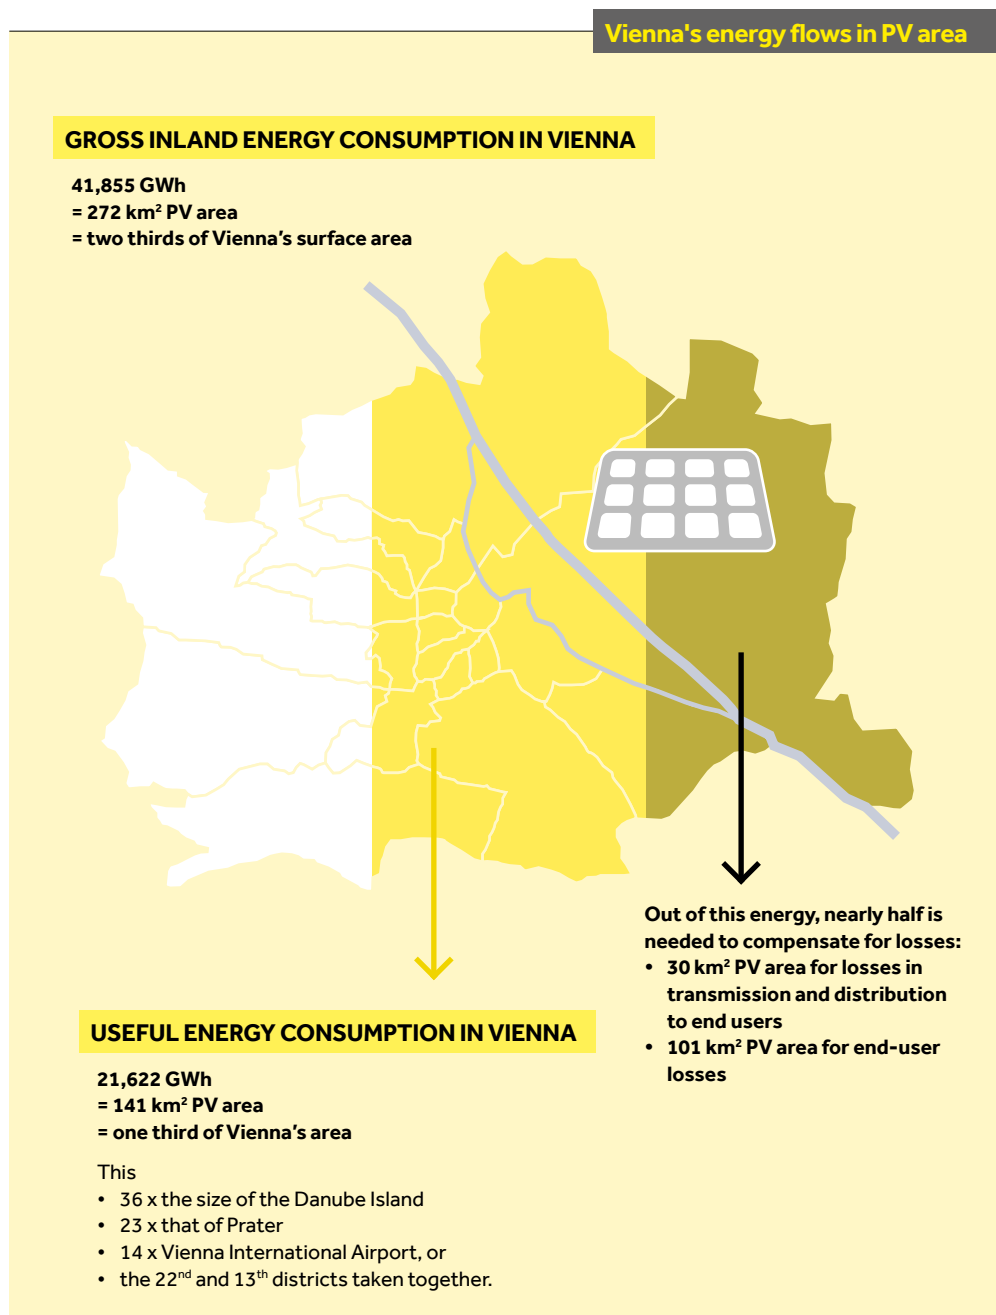 Vienna's energy flows in PV area
GROSS INLAND ENERGY CONSUMPTION IN VIENNA
41,855 GWh
= 272 km² PV area
= two thirds of Vienna's surface area
Out of this energy, nearly half is
needed to compensate for losses:
• 30 km² PV area for losses in
transmission and distribution
to end users
• 101 km² PV area for end-user
losses
USEFUL ENERGY CONSUMPTION IN VIENNA
21,622 GWh
= 141 km² PV area
= one third of Vienna's area
This
• 36 x the size of the Danube Island
• 23 x that of Prater
• 14 x Vienna International Airport, or
• the 22nd and 13th districts taken together.